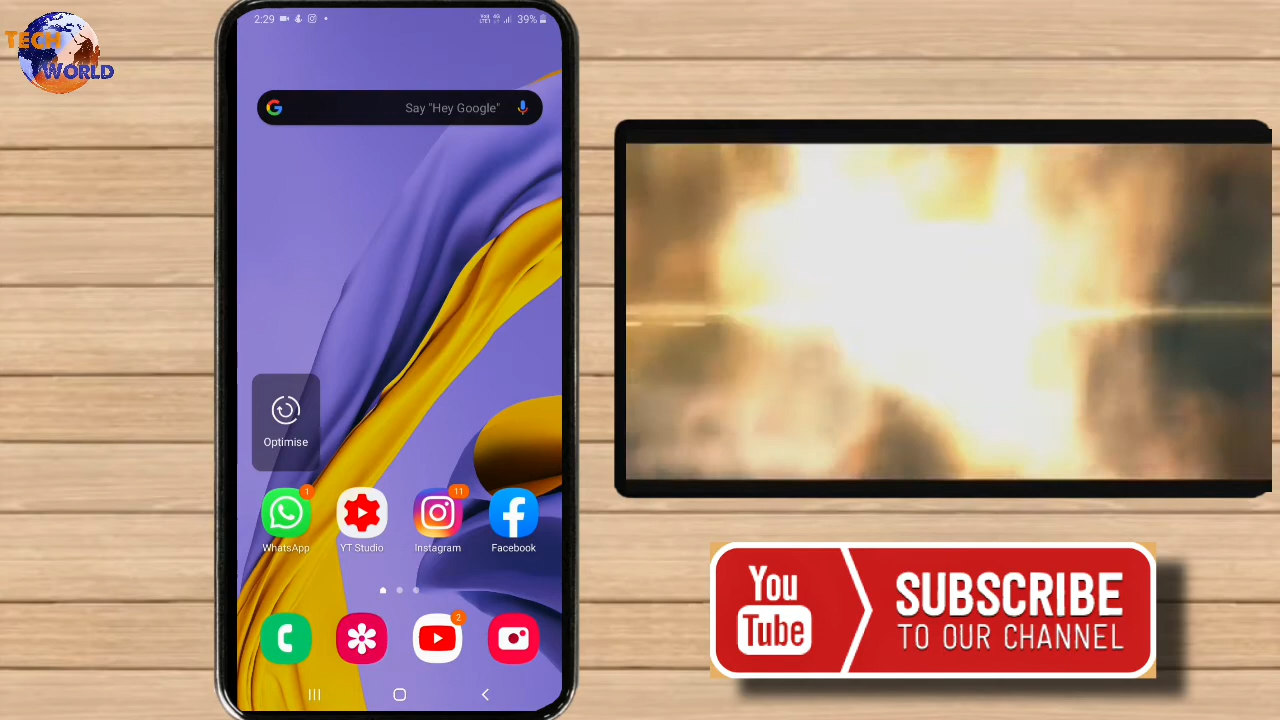 TECH
WORLD
2:29
39%
Say "Hey Google"
Optimise
1
11
WhatsApp
YT Studio
Instagram
Facebook
2
You
Tube
SUBSCRIBE
TO OUR CHANNEL